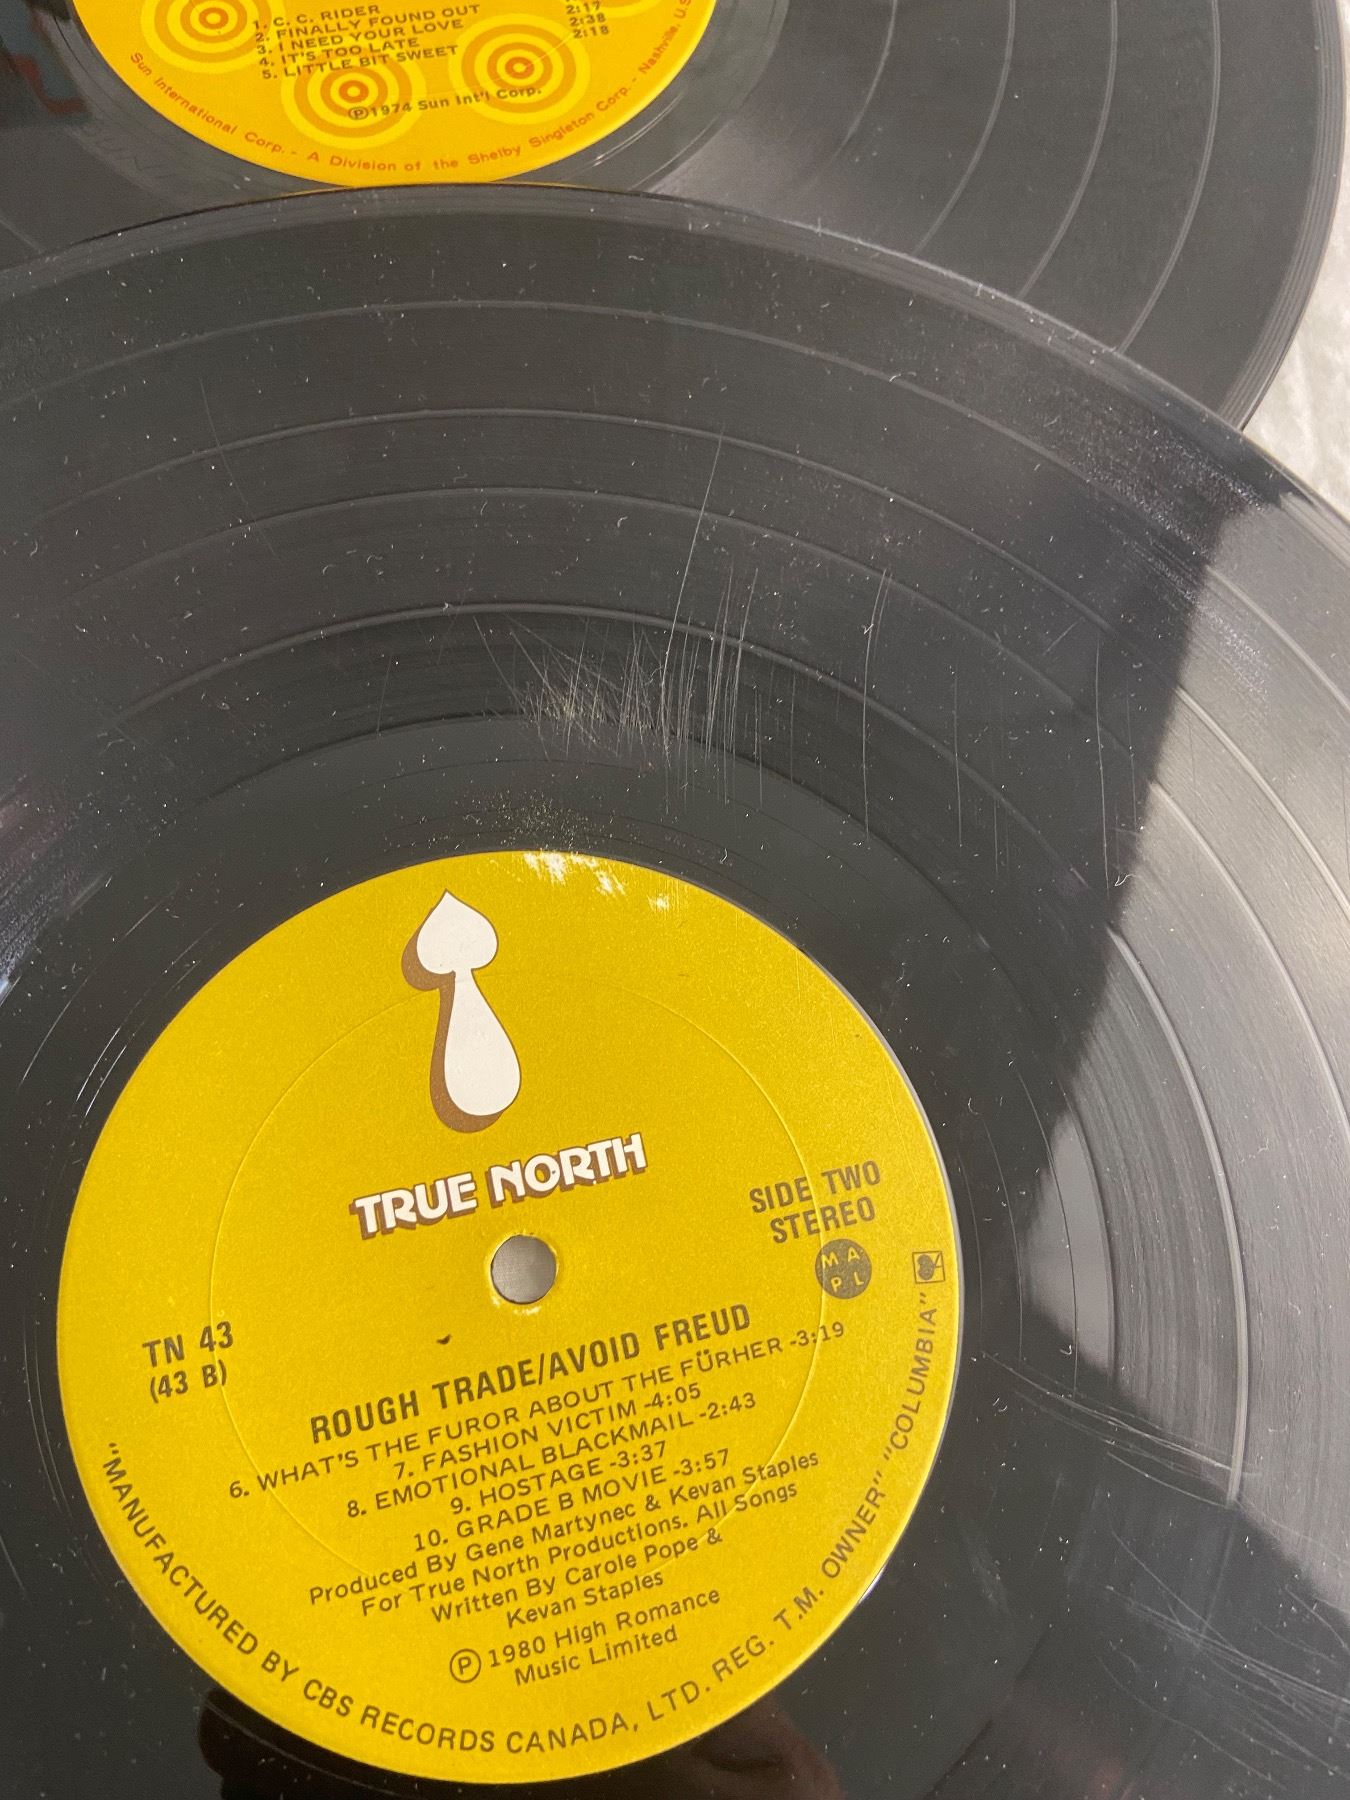 1. C. C. RIDER
2. FINALLY FOUND OUT 2:17
3. I NEED YOUR LOVE 2:38
4. IT'S TOO LATE 2:18
5. LITTLE BIT SWEET
℗1974 Sun Int'l Corp.
Sun International Corp. - A Division of the Shelby Singleton Corp. - Nashville, U.S
TRUE NORTH
SIDE TWO
STEREO
M A
P L
TN 43
(43 B)
ROUGH TRADE/AVOID FREUD
6. WHAT'S THE FUROR ABOUT THE FÜRHER -3:19
7. FASHION VICTIM -4:05
8. EMOTIONAL BLACKMAIL -2:43
9. HOSTAGE -3:37
10. GRADE B MOVIE -3:57
Produced By Gene Martynec & Kevan Staples
For True North Productions. All Songs
Written By Carole Pope &
Kevan Staples
℗ 1980 High Romance
Music Limited
"MANUFACTURED BY CBS RECORDS CANADA, LTD. REG. T.M. OWNER" "COLUMBIA"